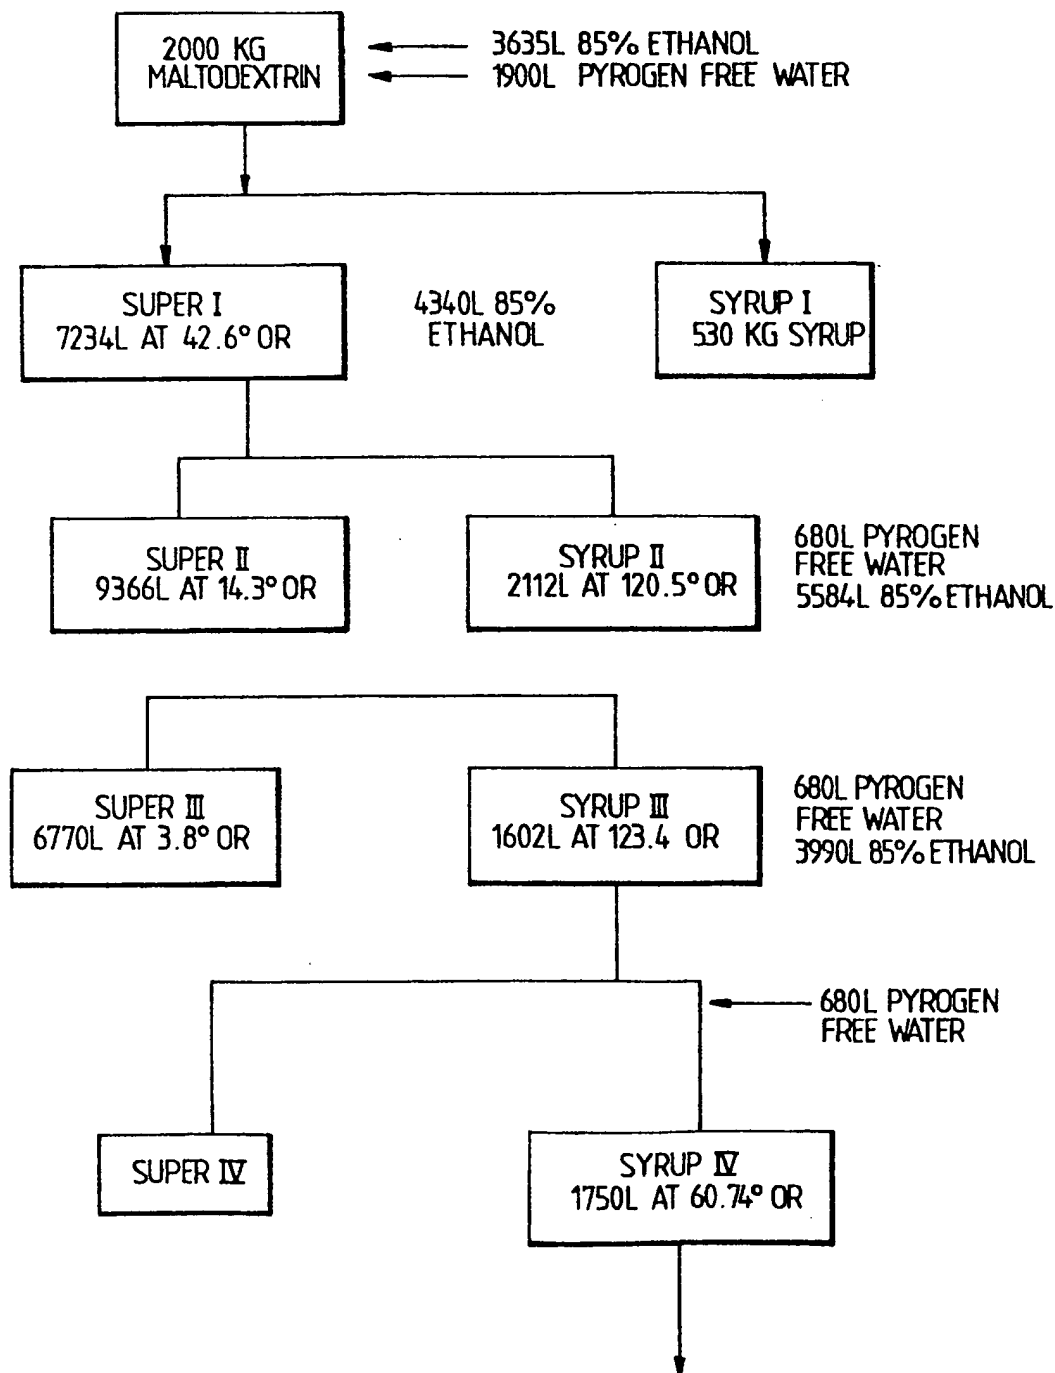 2000 KG
MALTODEXTRIN
3635L 85% ETHANOL
1900L PYROGEN FREE WATER
SUPER I
7234L AT 42.6° OR
4340L 85%
ETHANOL
SYRUP I
530 KG SYRUP
SUPER II
9366L AT 14.3° OR
SYRUP II
2112L AT 120.5° OR
680L PYROGEN
FREE WATER
5584L 85% ETHANOL
SUPER III
6770L AT 3.8° OR
SYRUP III
1602L AT 123.4 OR
680L PYROGEN
FREE WATER
3990L 85% ETHANOL
680L PYROGEN
FREE WATER
SUPER IV
SYRUP IV
1750L AT 60.74° OR